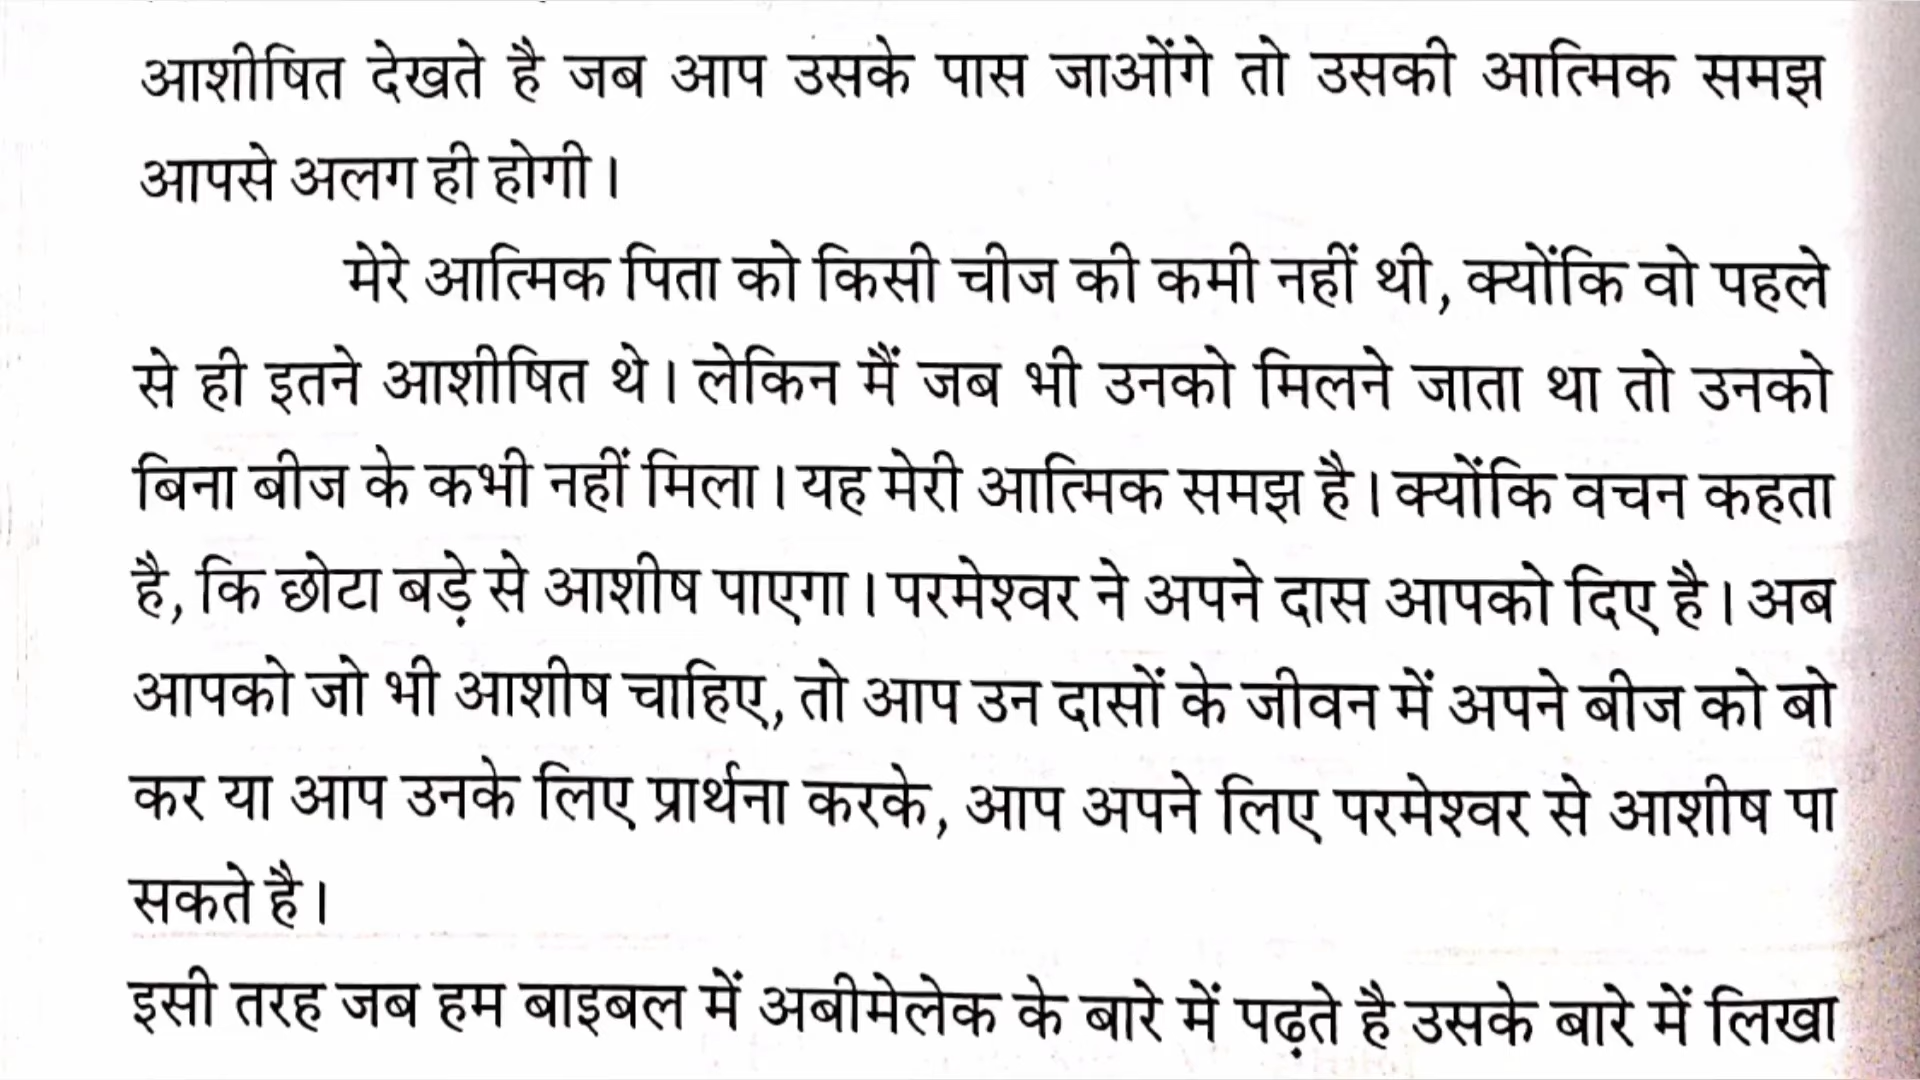 आशीषित देखते है जब आप उसके पास जाओंगे तो उसकी आत्मिक समझ
आपसे अलग ही होगी।
मेरे आत्मिक पिता को किसी चीज की कमी नहीं थी, क्योंकि वो पहले
से ही इतने आशीषित थे। लेकिन मैं जब भी उनको मिलने जाता था तो उनको
बिना बीज के कभी नहीं मिला। यह मेरी आत्मिक समझ है। क्योंकि वचन कहता
है, कि छोटा बड़े से आशीष पाएगा। परमेश्वर ने अपने दास आपको दिए है। अब
आपको जो भी आशीष चाहिए, तो आप उन दासों के जीवन में अपने बीज को बो
कर या आप उनके लिए प्रार्थना करके, आप अपने लिए परमेश्वर से आशीष पा
सकते है।
इसी तरह जब हम बाइबल में अबीमेलेक के बारे में पढ़ते है उसके बारे में लिखा